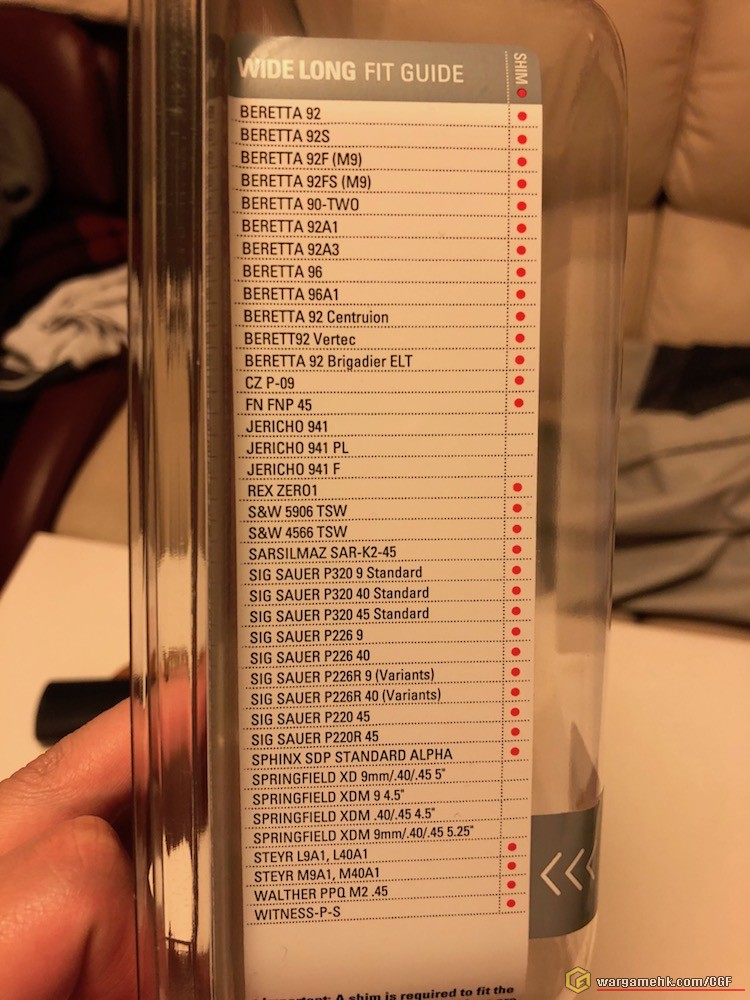 WIDE LONG FIT GUIDE SHIM
BERETTA 92
BERETTA 92S
BERETTA 92F (M9)
BERETTA 92FS (M9)
BERETTA 90-TWO
BERETTA 92A1
BERETTA 92A3
BERETTA 96
BERETTA 96A1
BERETTA 92 Centruion
BERETT92 Vertec
BERETTA 92 Brigadier ELT
CZ P-09
FN FNP 45
JERICHO 941
JERICHO 941 PL
JERICHO 941 F
REX ZERO1
S&W 5906 TSW
S&W 4566 TSW
SARSILMAZ SAR-K2-45
SIG SAUER P320 9 Standard
SIG SAUER P320 40 Standard
SIG SAUER P320 45 Standard
SIG SAUER P226 9
SIG SAUER P226 40
SIG SAUER P226R 9 (Variants)
SIG SAUER P226R 40 (Variants)
SIG SAUER P220 45
SIG SAUER P220R 45
SPHINX SDP STANDARD ALPHA
SPRINGFIELD XD 9mm/.40/.45 5"
SPRINGFIELD XDM 9 4.5"
SPRINGFIELD XDM .40/.45 4.5"
SPRINGFIELD XDM 9mm/.40/.45 5.25"
STEYR L9A1, L40A1
STEYR M9A1, M40A1
WALTHER PPQ M2 .45
WITNESS-P-S
Important: A shim is required to fit the
wargamehk.com/CGF